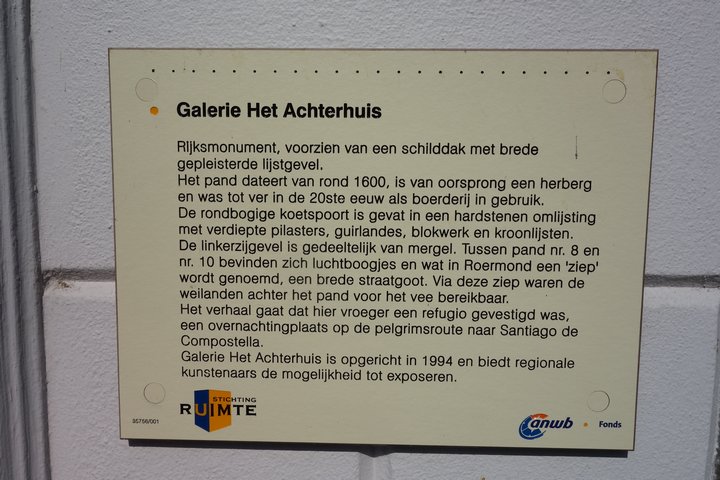 Galerie Het Achterhuis
RIjksmonument, voorzien van een schilddak met brede
gepleisterde lijstgevel.
Het pand dateert van rond 1600, is van oorsprong een herberg
en was tot ver in de 20ste eeuw als boerderij in gebruik.
De rondbogige koetspoort is gevat in een hardstenen omlijsting
met verdiepte pilasters, guirlandes, blokwerk en kroonlijsten.
De linkerzijgevel is gedeeltelijk van mergel. Tussen pand nr. 8 en
nr. 10 bevinden zich luchtboogjes en wat in Roermond een 'ziep'
wordt genoemd, een brede straatgoot. Via deze ziep waren de
weilanden achter het pand voor het vee bereikbaar.
Het verhaal gaat dat hier vroeger een refugio gevestigd was,
een overnachtingplaats op de pelgrimsroute naar Santiago de
Compostella.
Galerie Het Achterhuis is opgericht in 1994 en biedt regionale
kunstenaars de mogelijkheid tot exposeren.
STICHTING
RUIMTE
95756/001
anwb Fonds